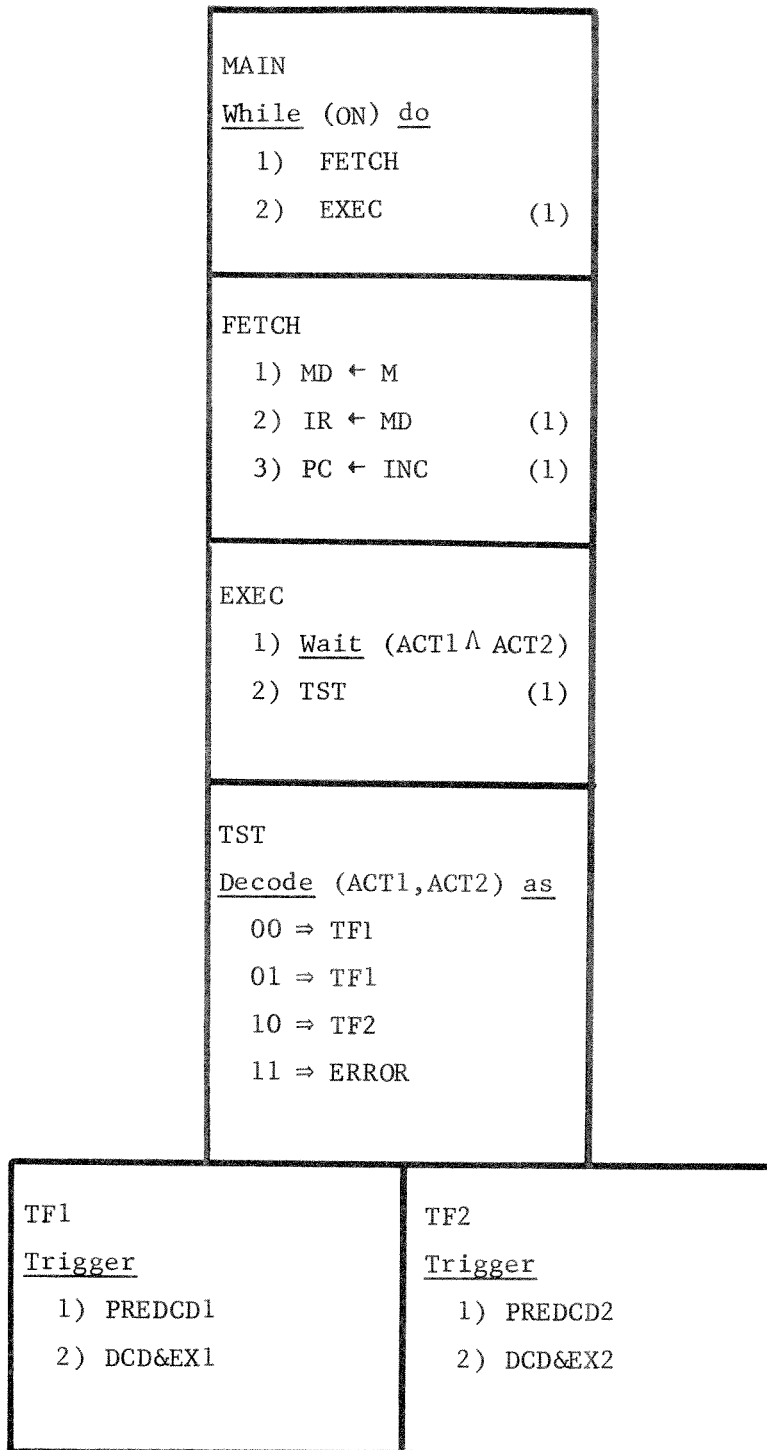 MAIN
While (ON) do
1) FETCH
2) EXEC (1)
FETCH
1) MD ← M
2) IR ← MD (1)
3) PC ← INC (1)
EXEC
1) Wait (ACT1 Λ ACT2)
2) TST (1)
TST
Decode (ACT1,ACT2) as
00 ⇒ TF1
01 ⇒ TF1
10 ⇒ TF2
11 ⇒ ERROR
TF1
Trigger
1) PREDCD1
2) DCD&EX1
TF2
Trigger
1) PREDCD2
2) DCD&EX2